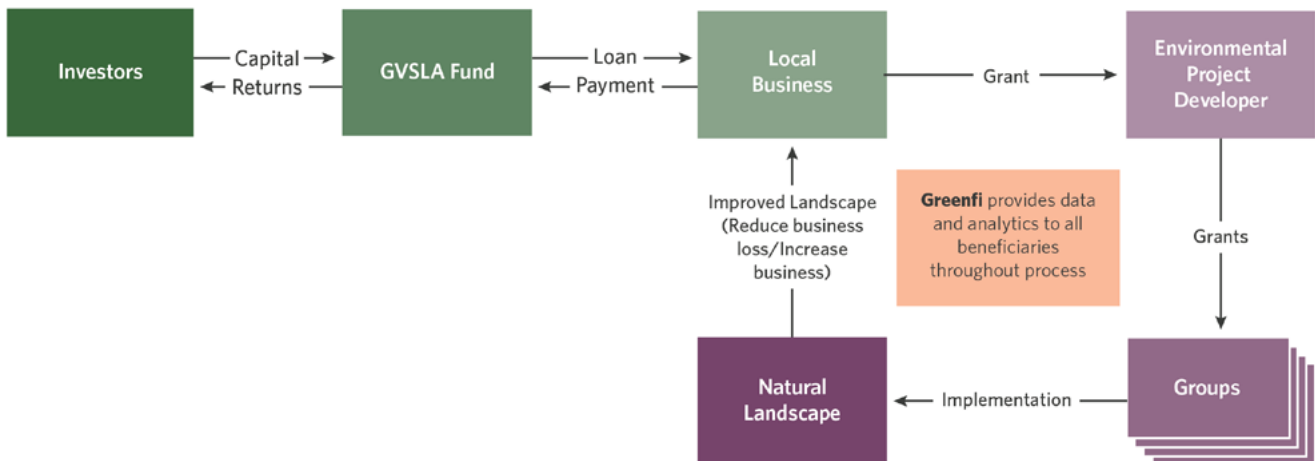 Investors
Capital
Returns
GVSLA Fund
Loan
Payment
Local
Business
Grant
Environmental
Project
Developer
Improved Landscape
(Reduce business
loss/Increase
business)
Greenfi provides data
and analytics to all
beneficiaries
throughout process
Grants
Natural
Landscape
Implementation
Groups